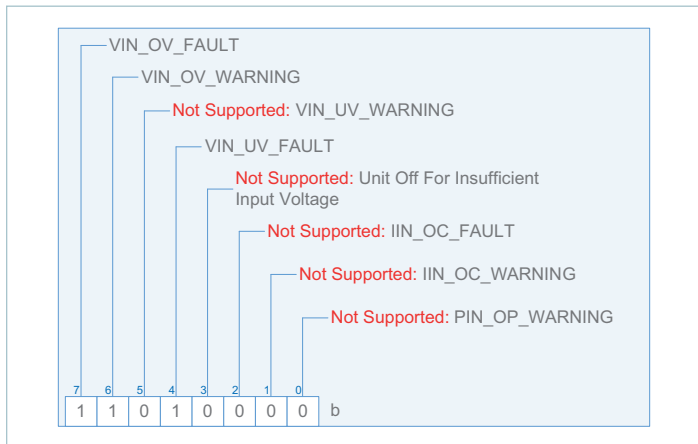 VIN_OV_FAULT
VIN_OV_WARNING
Not Supported: VIN_UV_WARNING
VIN_UV_FAULT
Not Supported: Unit Off For Insufficient
Input Voltage
Not Supported: IIN_OC_FAULT
Not Supported: IIN_OC_WARNING
Not Supported: PIN_OP_WARNING
7 6 5 4 3 2 1 0
1 1 0 1 0 0 0 0 b